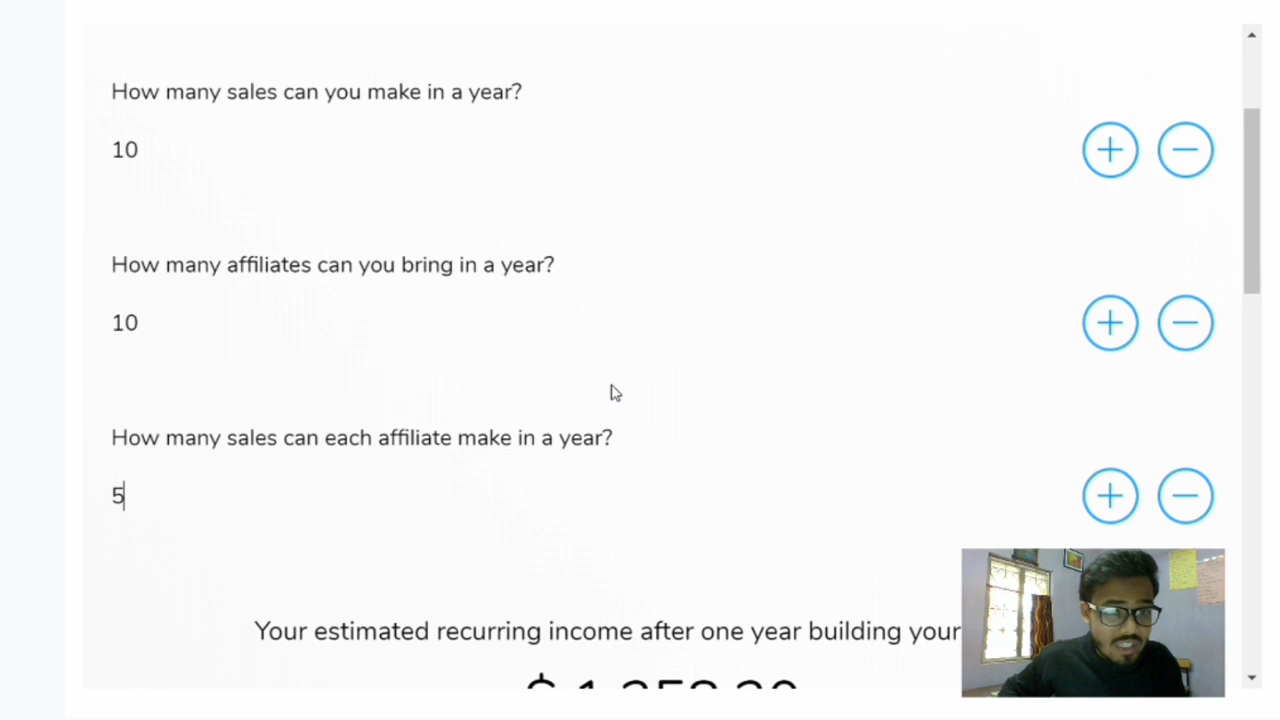 How many sales can you make in a year?
10
How many affiliates can you bring in a year?
10
How many sales can each affiliate make in a year?
5
Your estimated recurring income after one year building your